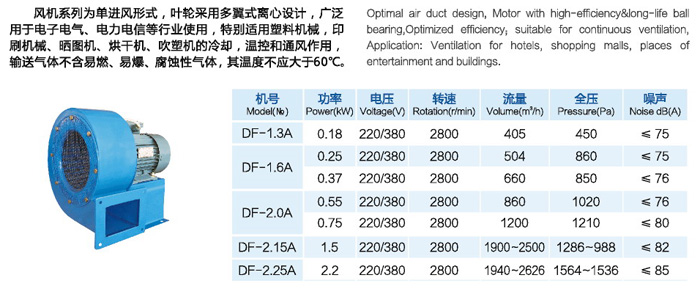 风机系列为单进风形式，叶轮采用多翼式离心设计，广泛
用于电子电气、电力电信等行业使用，特别适用塑料机械，印
刷机械、晒图机、烘干机、吹塑机的冷却，温控和通风作用，
输送气体不含易燃、易爆、腐蚀性气体，其温度不应大于60℃。
Optimal air duct design, Motor with high-efficiency&long-life ball
bearing,Optimized efficiency; suitable for continuous ventilation,
Application: Ventilation for hotels, shopping malls, places of
entertainment and buildings.
机号 功率 电压 转速 流量 全压 噪声
Model(№) Power(kW) Voltage(V) Rotation(r/min) Volume(m³/h) Pressure(Pa) Noise dB(A)
DF-1.3A 0.18 220/380 2800 405 450 ≤ 75
DF-1.6A 0.25 220/380 2800 504 860 ≤ 75
0.37 220/380 2800 660 850 ≤ 76
DF-2.0A 0.55 220/380 2800 860 1020 ≤ 76
0.75 220/380 2800 1200 1210 ≤ 80
DF-2.15A 1.5 220/380 2800 1900~2500 1286~988 ≤ 82
DF-2.25A 2.2 220/380 2800 1940~2626 1564~1536 ≤ 85